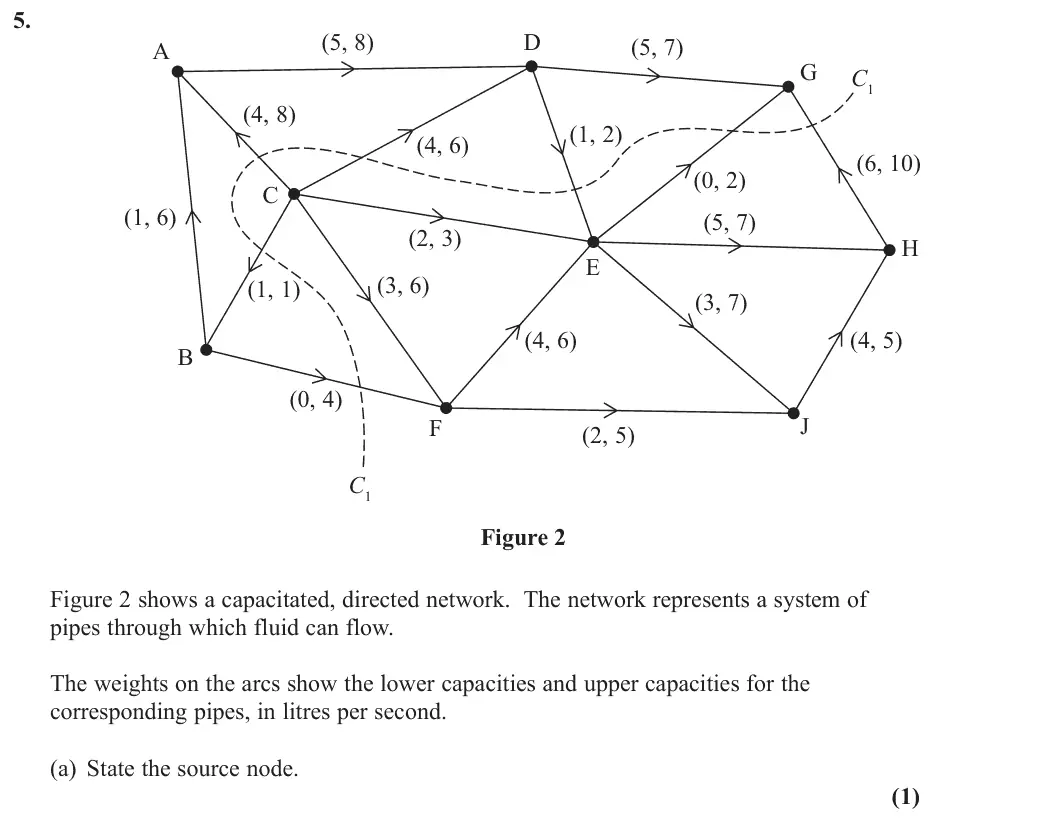 5.
A
(5, 8)
D
(5, 7)
G
C1
(4, 8)
(4, 6)
(1, 2)
(6, 10)
C
(0, 2)
(1, 6)
(2, 3)
(5, 7)
H
E
(1, 1)
(3, 6)
(3, 7)
B
(4, 6)
(4, 5)
(0, 4)
F
(2, 5)
J
C1
Figure 2
Figure 2 shows a capacitated, directed network. The network represents a system of
pipes through which fluid can flow.
The weights on the arcs show the lower capacities and upper capacities for the
corresponding pipes, in litres per second.
(a) State the source node.
(1)